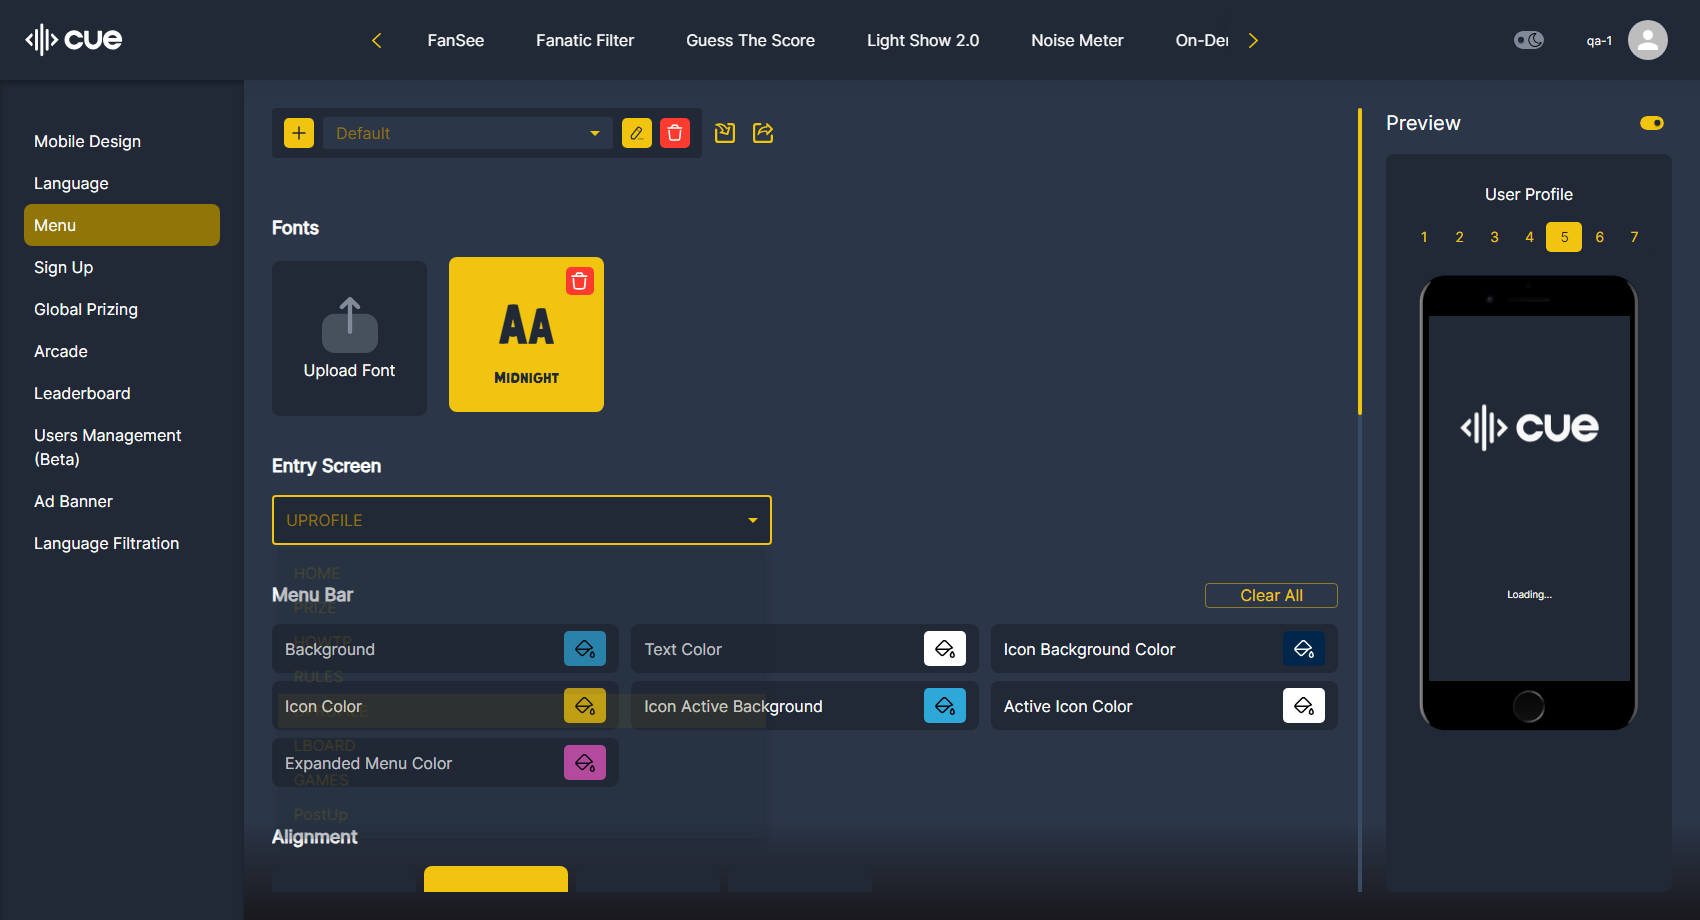 cue
FanSee
Fanatic Filter
Guess The Score
Light Show 2.0
Noise Meter
On-Der
qa-1
Mobile Design
Language
Menu
Sign Up
Global Prizing
Arcade
Leaderboard
Users Management
(Beta)
Ad Banner
Language Filtration
Default
Fonts
Upload Font
AA
MIDNIGHT
Entry Screen
UPROFILE
HOME
PRIZE
HOWTP
RULES
LBOARD
GAMES
PostUp
Menu Bar
Clear All
Background
Text Color
Icon Background Color
Icon Color
Icon Active Background
Active Icon Color
Expanded Menu Color
Alignment
Preview
User Profile
1 2 3 4 5 6 7
cue
Loading...